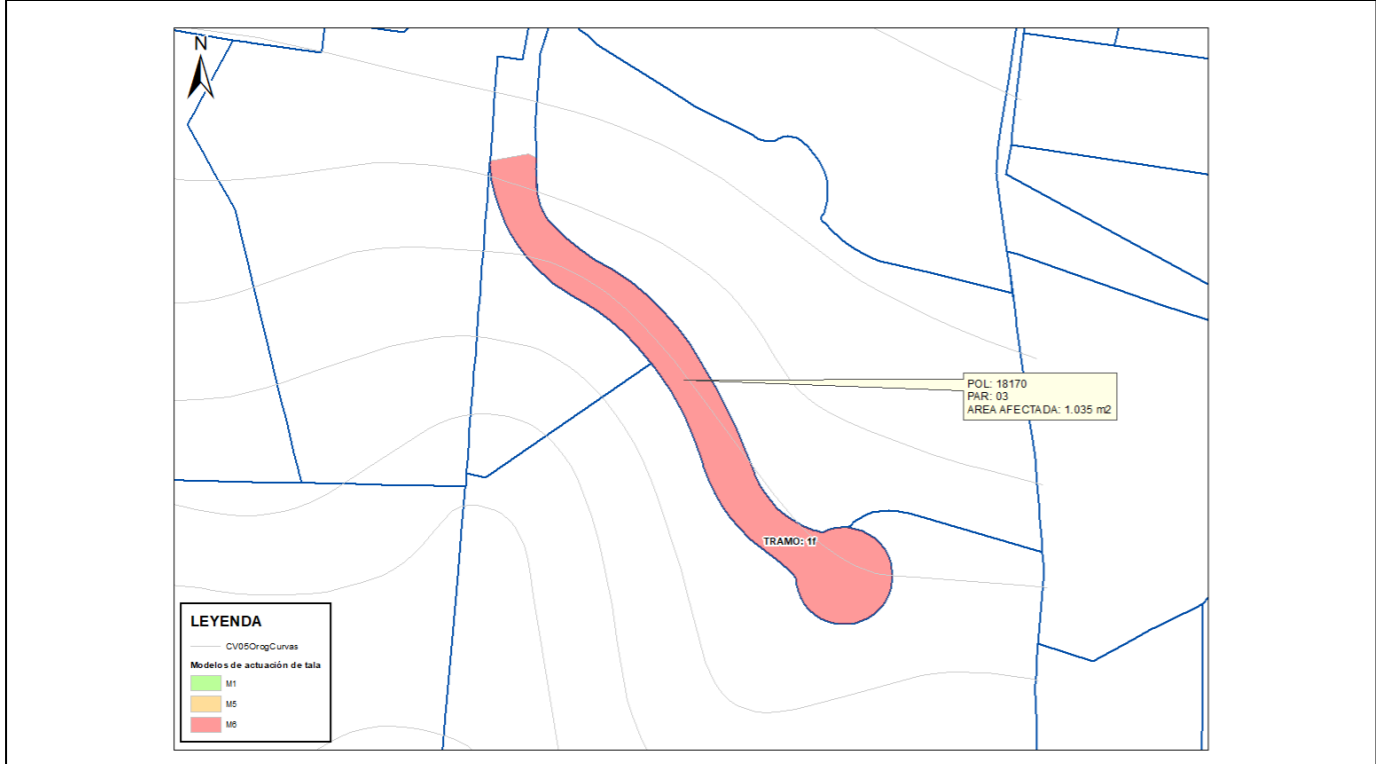 N
POL: 18170
PAR: 03
AREA AFECTADA: 1.035 m2
TRAMO: 1f
LEYENDA
CV05OrogCurvas
Modelos de actuación de tala
M1
M5
M6